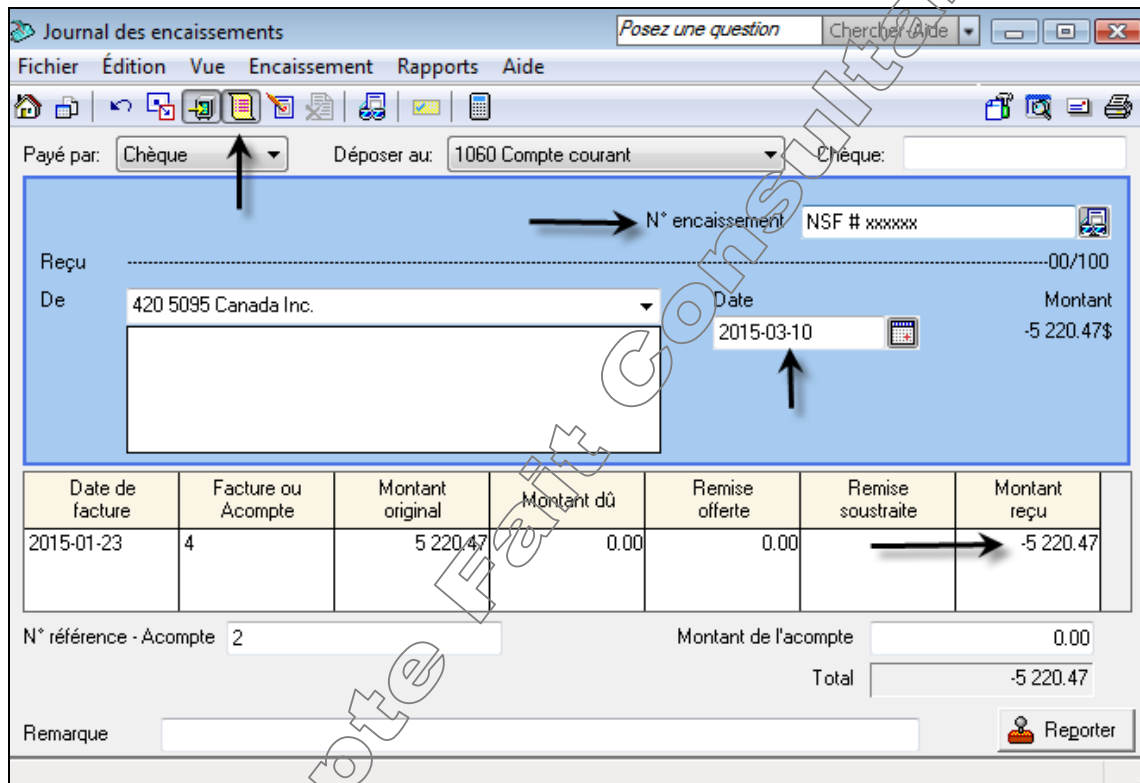 Journal des encaissements Posez une question Chercher Aide
Fichier Édition Vue Encaissement Rapports Aide
Payé par: Chèque Déposer au: 1060 Compte courant Chèque:
N° encaissement NSF # xxxxxx
Reçu ---00/100
De 420 5095 Canada Inc. Date Montant
2015-03-10 -5 220.47$
Date de facture Facture ou Acompte Montant original Montant dû Remise offerte Remise soustraite Montant reçu
2015-01-23 4 5 220.47 0.00 0.00 -5 220.47
N° référence - Acompte 2 Montant de l'acompte 0.00
Total -5 220.47
Remarque Reporter
Fait Consultan